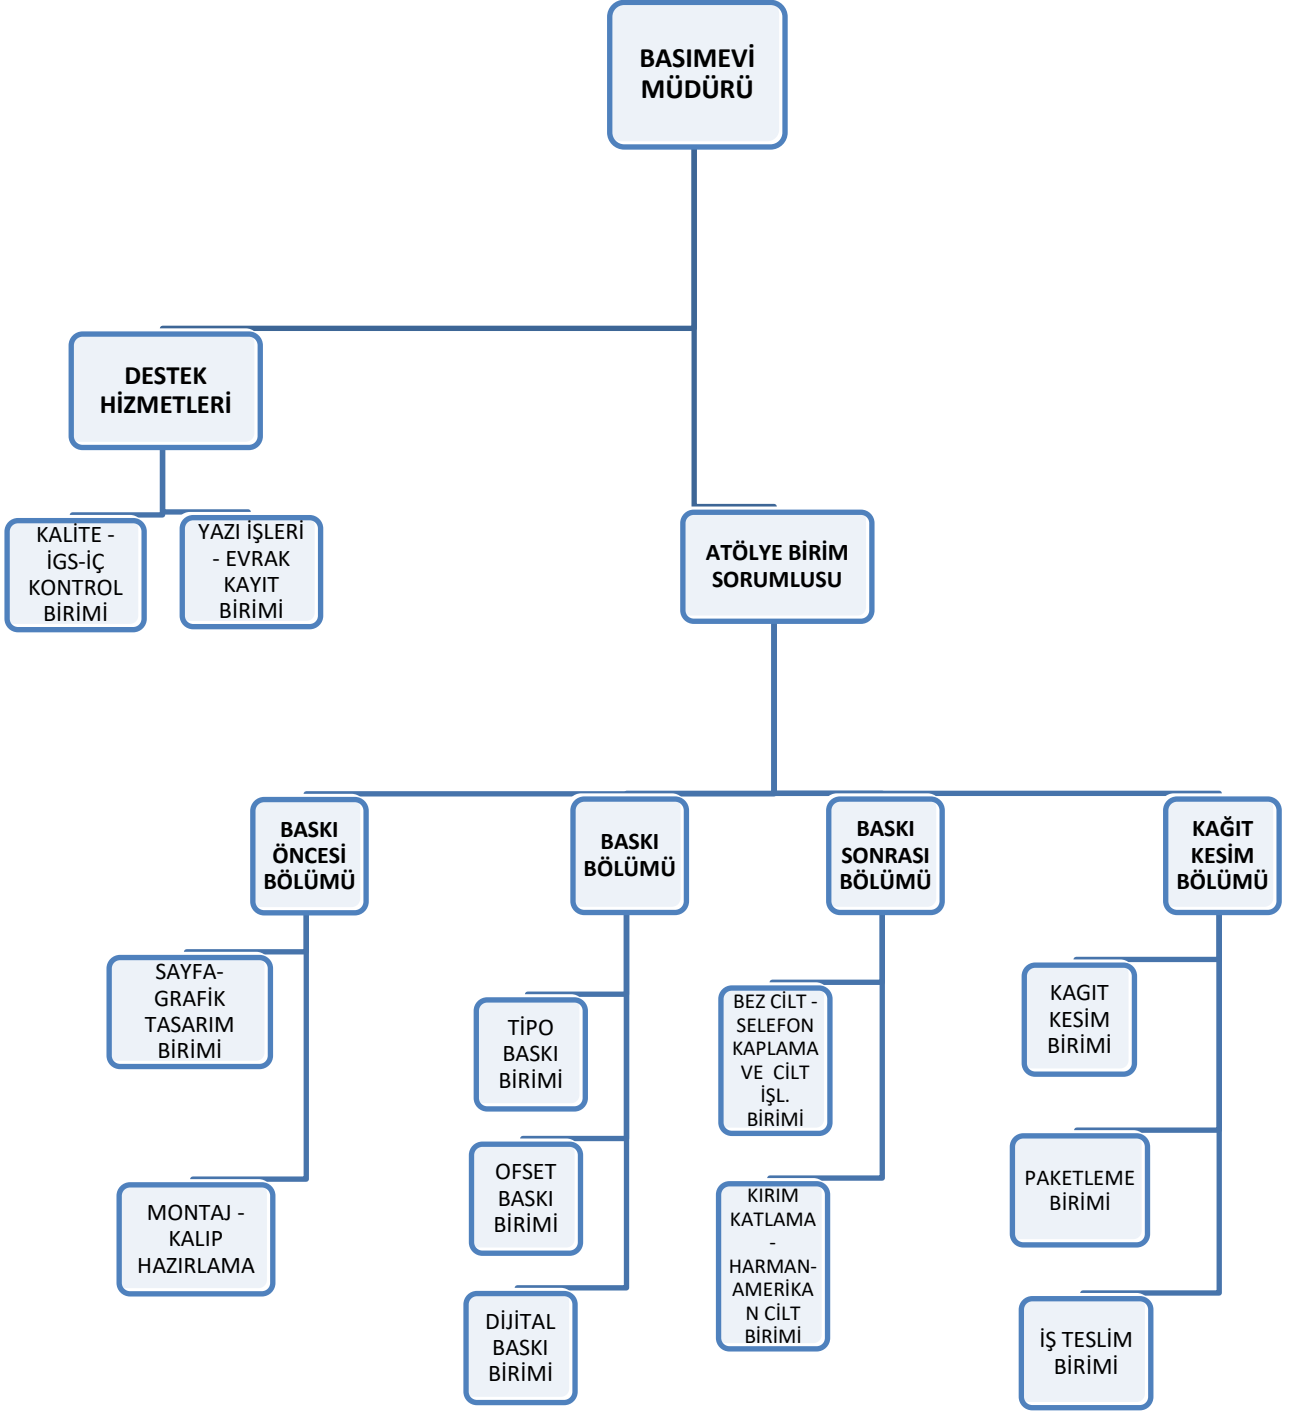 BASIMEVİ
MÜDÜRÜ
DESTEK
HİZMETLERİ
KALİTE -
İGS-İÇ
KONTROL
BİRİMİ
YAZI İŞLERİ
- EVRAK
KAYIT
BİRİMİ
ATÖLYE BİRİM
SORUMLUSU
BASKI
ÖNCESİ
BÖLÜMÜ
SAYFA-
GRAFİK
TASARIM
BİRİMİ
MONTAJ -
KALIP
HAZIRLAMA
BASKI
BÖLÜMÜ
TİPO
BASKI
BİRİMİ
OFSET
BASKI
BİRİMİ
DİJİTAL
BASKI
BİRİMİ
BASKI
SONRASI
BÖLÜMÜ
BEZ CİLT -
SELEFON
KAPLAMA
VE  CİLT
İŞL.
BİRİMİ
KIRIM
KATLAMA
-
HARMAN-
AMERİKA
N CİLT
BİRİMİ
KAĞIT
KESİM
BÖLÜMÜ
KAGIT
KESİM
BİRİMİ
PAKETLEME
BİRİMİ
İŞ TESLİM
BİRİMİ